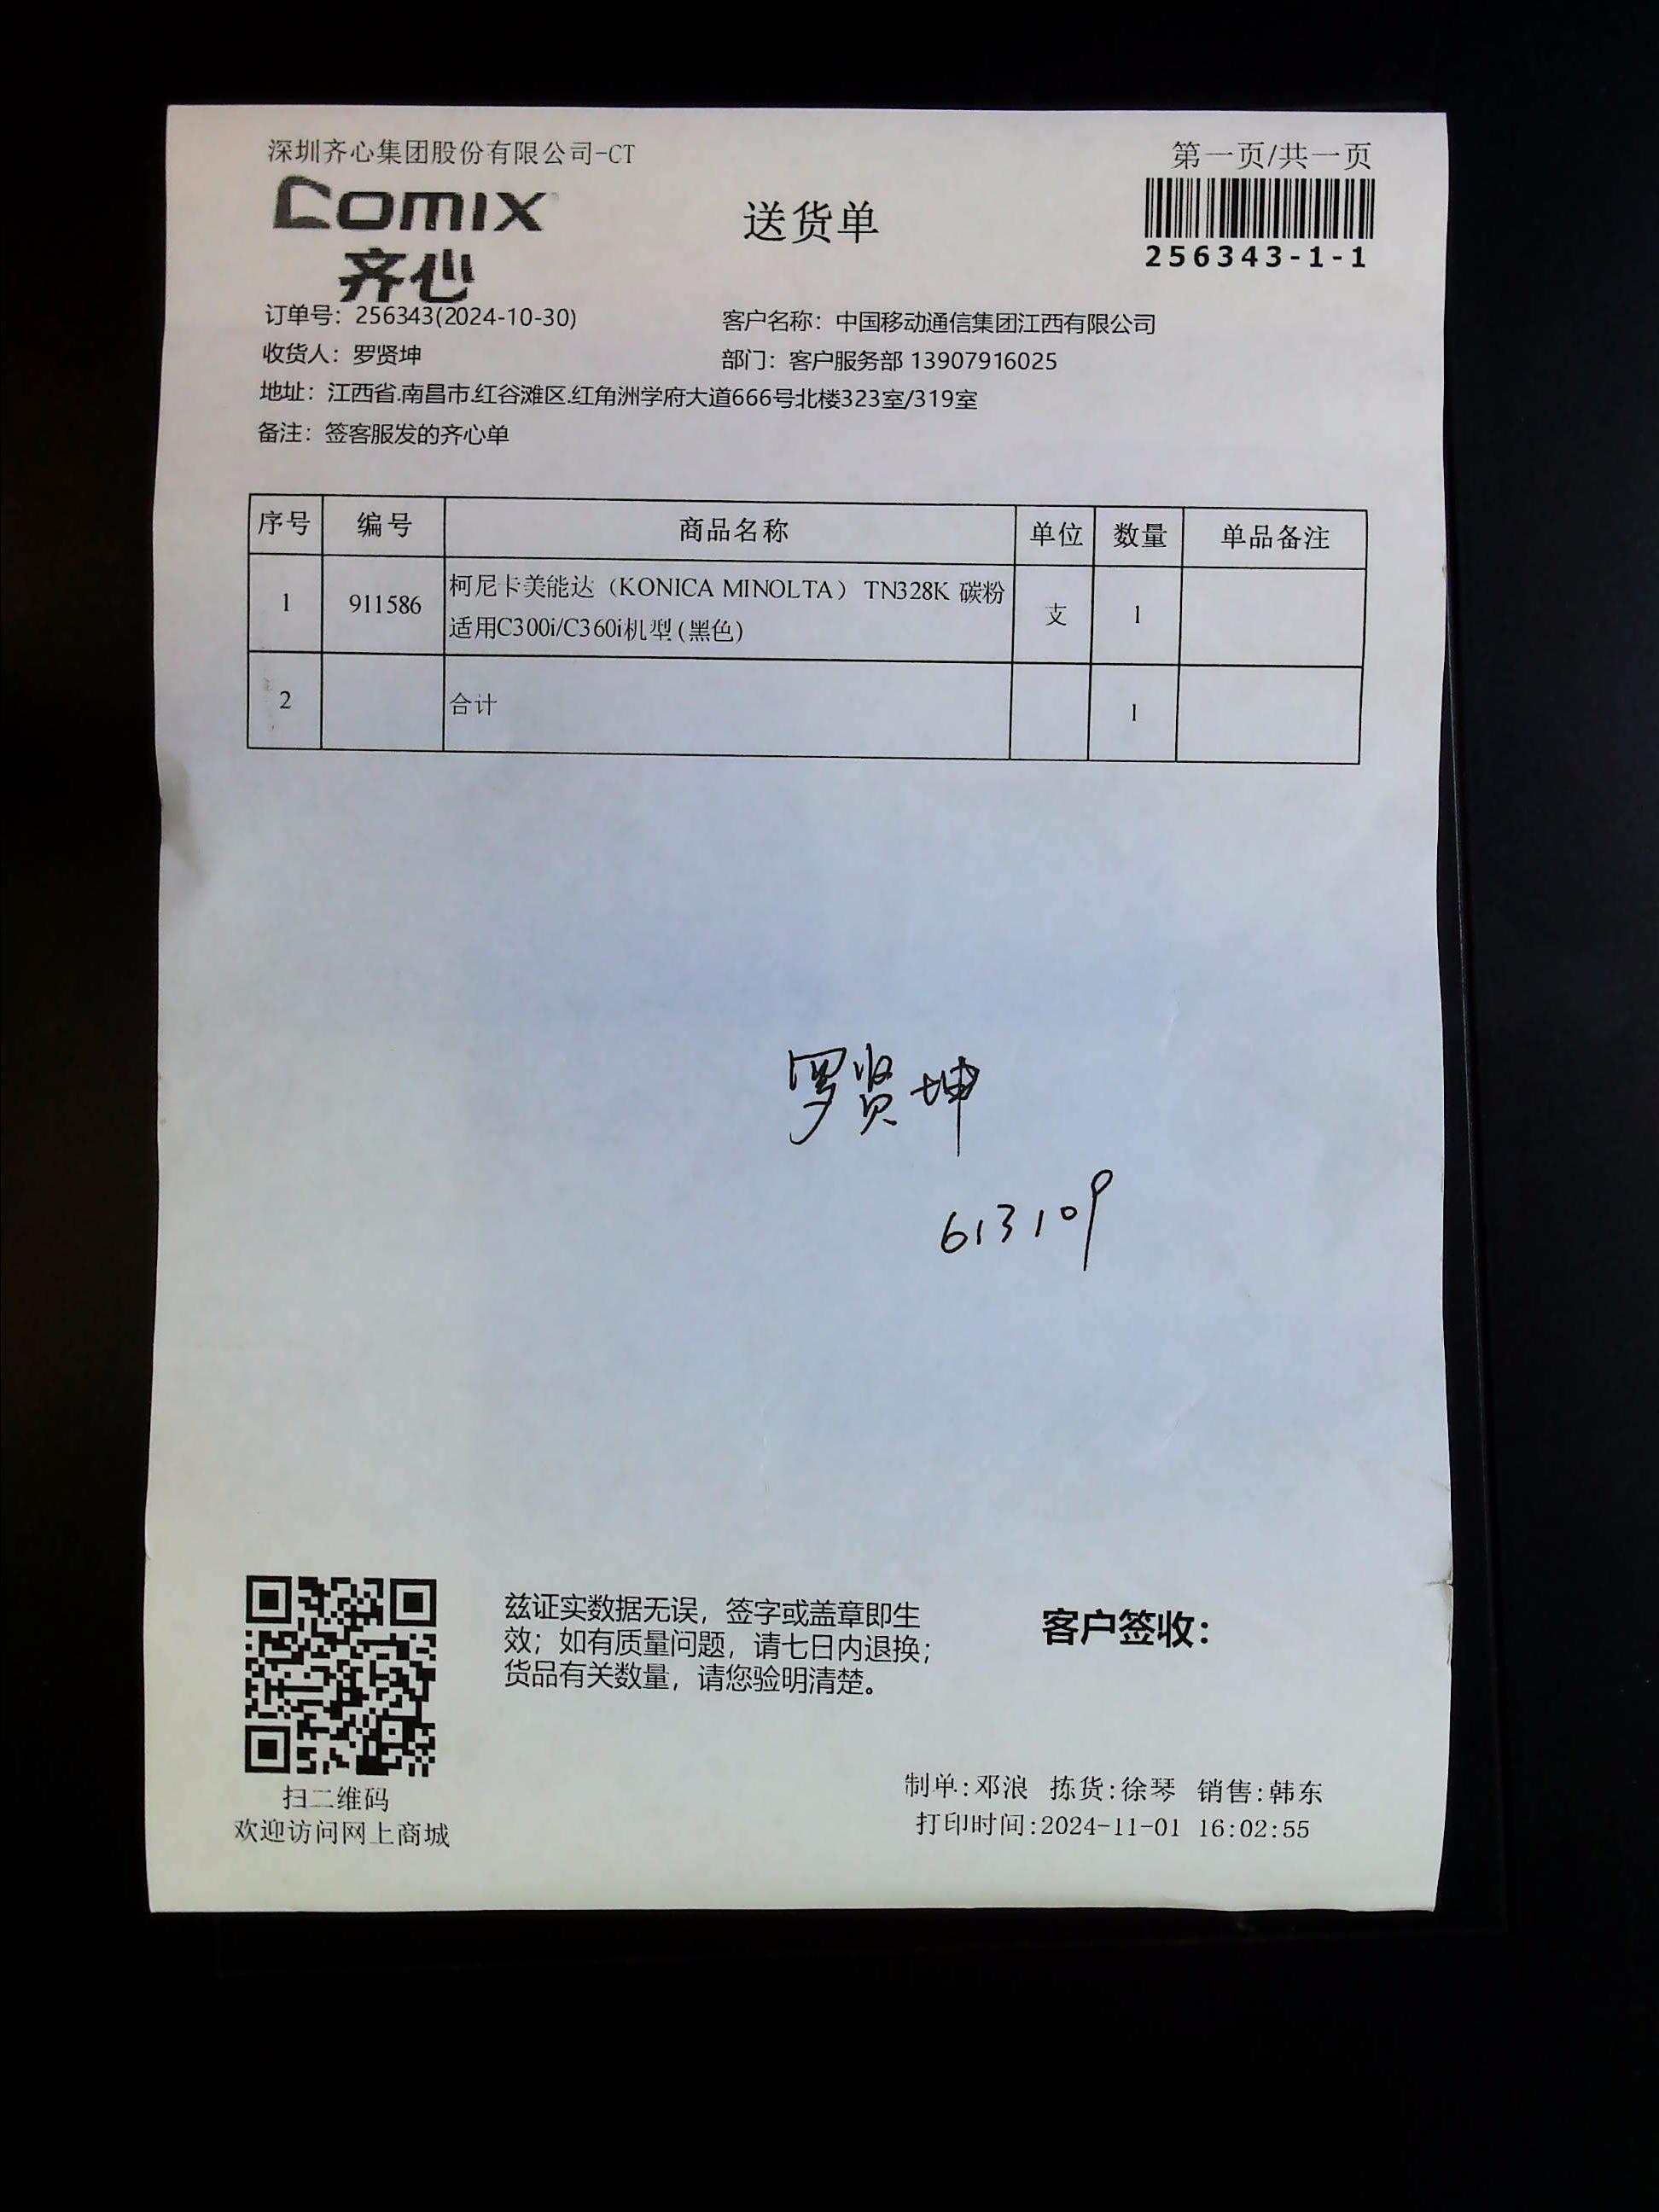 深圳齐心集团股份有限公司-CT
第一页/共一页
comix
齐心
送货单
256343-1-1
订单号：256343(2024-10-30)
客户名称：中国移动通信集团江西有限公司
收货人：罗贤坤
部门：客户服务部 13907916025
地址：江西省.南昌市.红谷滩区.红角洲学府大道666号北楼323室/319室
备注：签客服发的齐心单
序号 编号 商品名称 单位 数量 单品备注
1 911586 柯尼卡美能达（KONICA MINOLTA） TN328K 碳粉 支 1
适用C300i/C360i机型(黑色)
2 合计 1
罗贤坤
613109
兹证实数据无误，签字或盖章即生
效；如有质量问题，请七日内退换；
货品有关数量，请您验明清楚。
客户签收：
扫二维码
欢迎访问网上商城
制单:邓浪 拣货:徐琴 销售:韩东
打印时间:2024-11-01 16:02:55